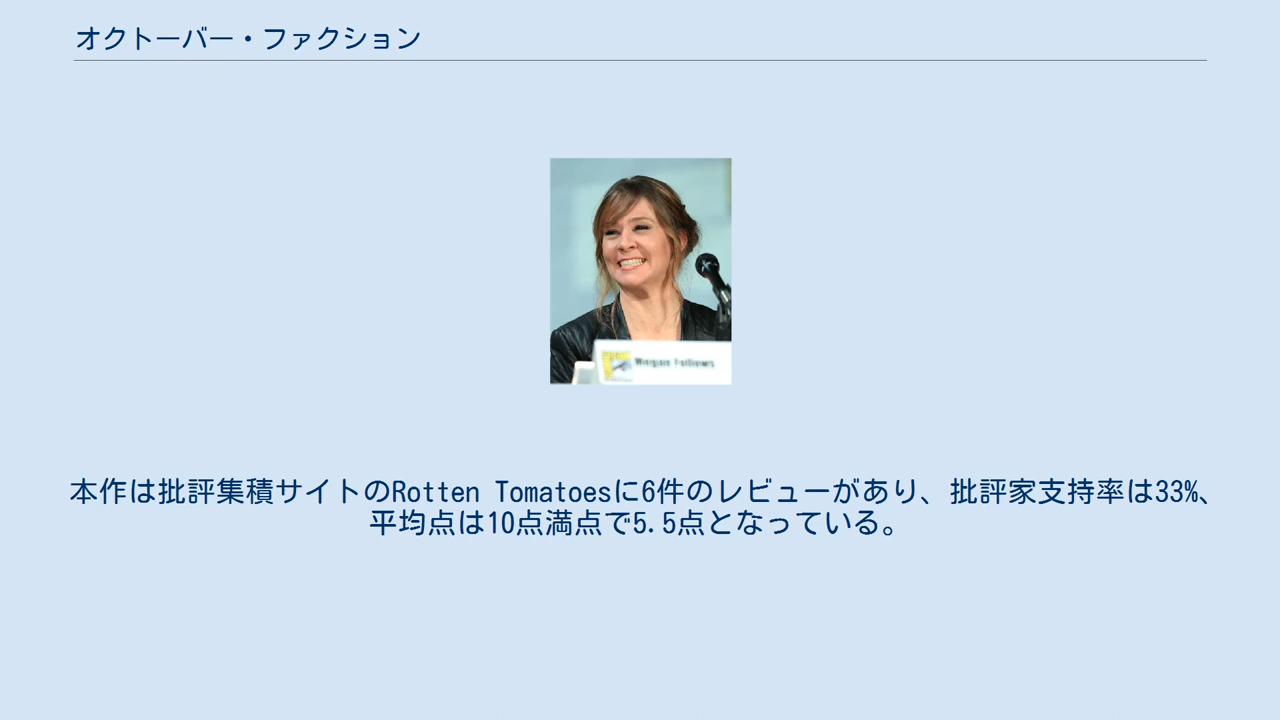 オクトーバー・ファクション
Megan Follows
本作は批評集積サイトのRotten Tomatoesに6件のレビューがあり、批評家支持率は33%、
平均点は10点満点で5.5点となっている。